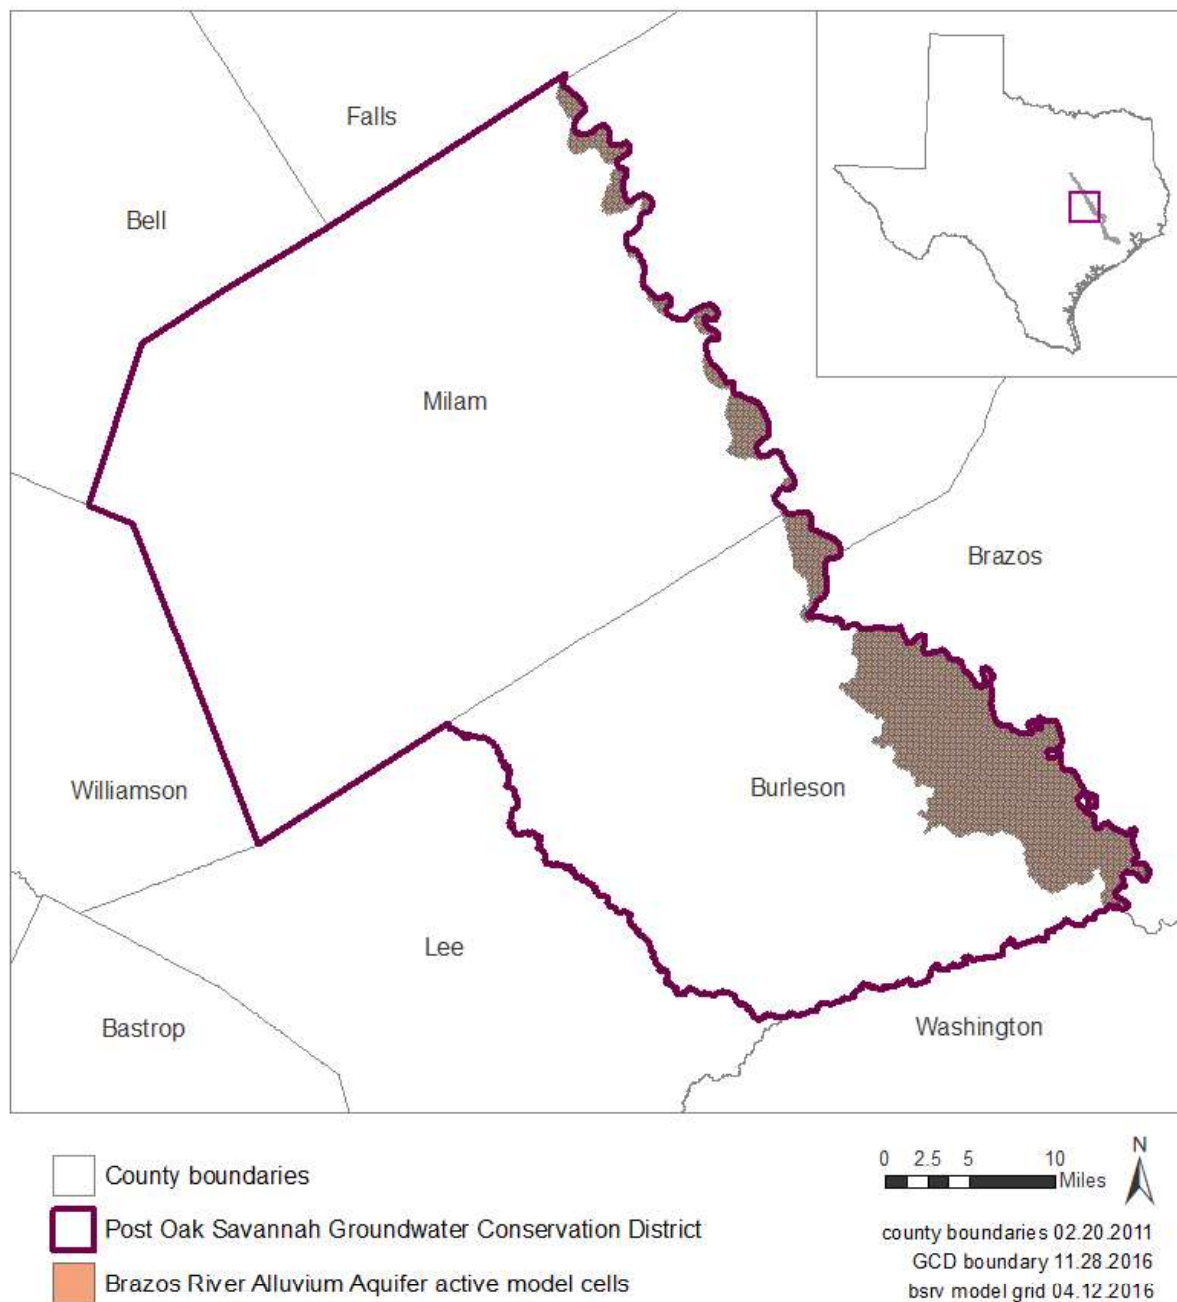 Falls
Bell
Milam
Brazos
Williamson
Burleson
Lee
Bastrop
Washington
County boundaries
Post Oak Savannah Groundwater Conservation District
Brazos River Alluvium Aquifer active model cells
N
0 2.5 5 10
Miles
county boundaries 02.20.2011
GCD boundary 11.28.2016
bsrv model grid 04.12.2016